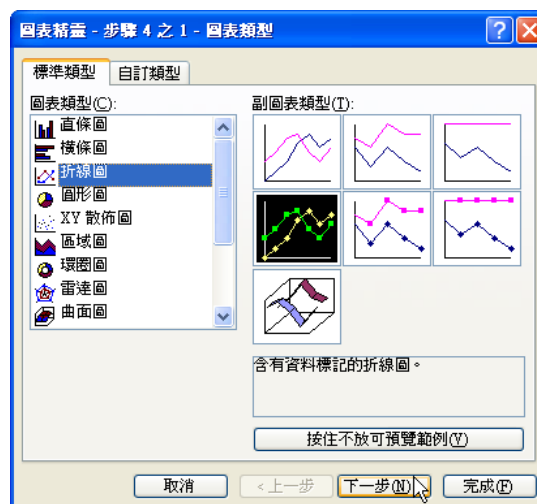 圖表精靈 - 步驟 4 之 1 - 圖表類型
標準類型
自訂類型
圖表類型(C):
直條圖
橫條圖
折線圖
圓形圖
XY 散佈圖
區域圖
環圈圖
雷達圖
曲面圖
副圖表類型(T):
含有資料標記的折線圖。
按住不放可預覽範例(V)
取消
<上一步
下一步(N)
完成(F)